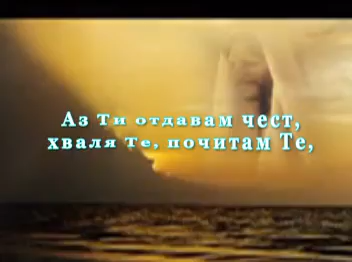 Аз Ти отдавам чест,
хваля Те, почитам Те,